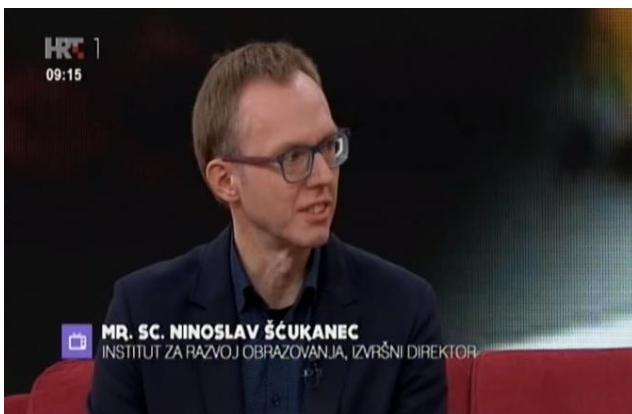 HRT 1
09:15
MR. SC. NINOSLAV ŠĆUKANEC
INSTITUT ZA RAZVOJ OBRAZOVANJA, IZVRŠNI DIREKTOR